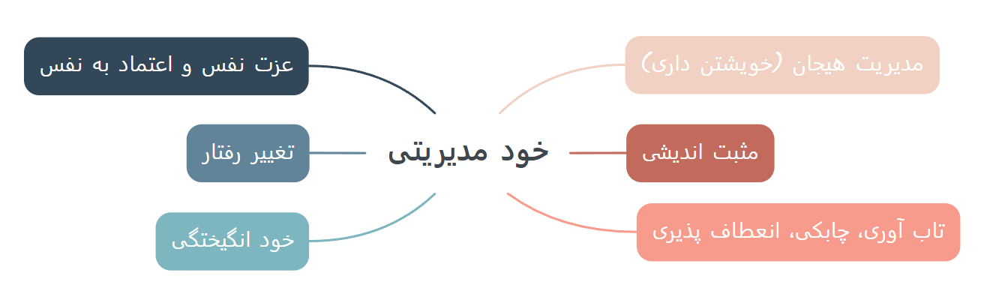 خود مدیریتی
مدیریت هیجان (خویشتن داری)
مثبت اندیشی
تاب آوری، چابکی، انعطاف پذیری
عزت نفس و اعتماد به نفس
تغییر رفتار
خود انگیختگی